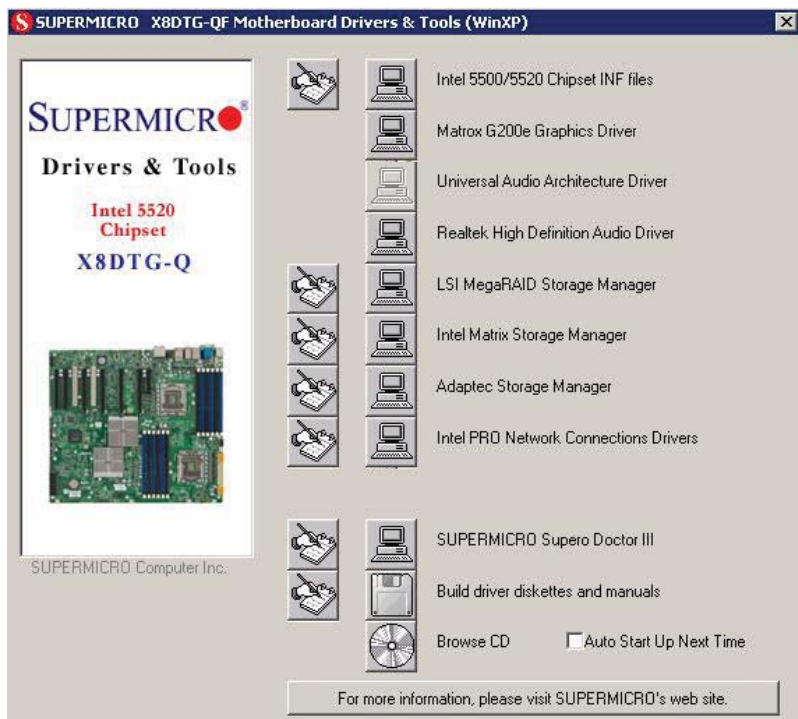 SUPERMICRO X8DTG-QF Motherboard Drivers & Tools (WinXP)
SUPERMICRO®
Drivers & Tools
Intel 5520
Chipset
X8DTG-Q
SUPERMICRO Computer Inc.
Intel 5500/5520 Chipset INF files
Matrox G200e Graphics Driver
Universal Audio Architecture Driver
Realtek High Definition Audio Driver
LSI MegaRAID Storage Manager
Intel Matrix Storage Manager
Adaptec Storage Manager
Intel PRO Network Connections Drivers
SUPERMICRO Supero Doctor III
Build driver diskettes and manuals
Browse CD Auto Start Up Next Time
For more information, please visit SUPERMICRO's web site.